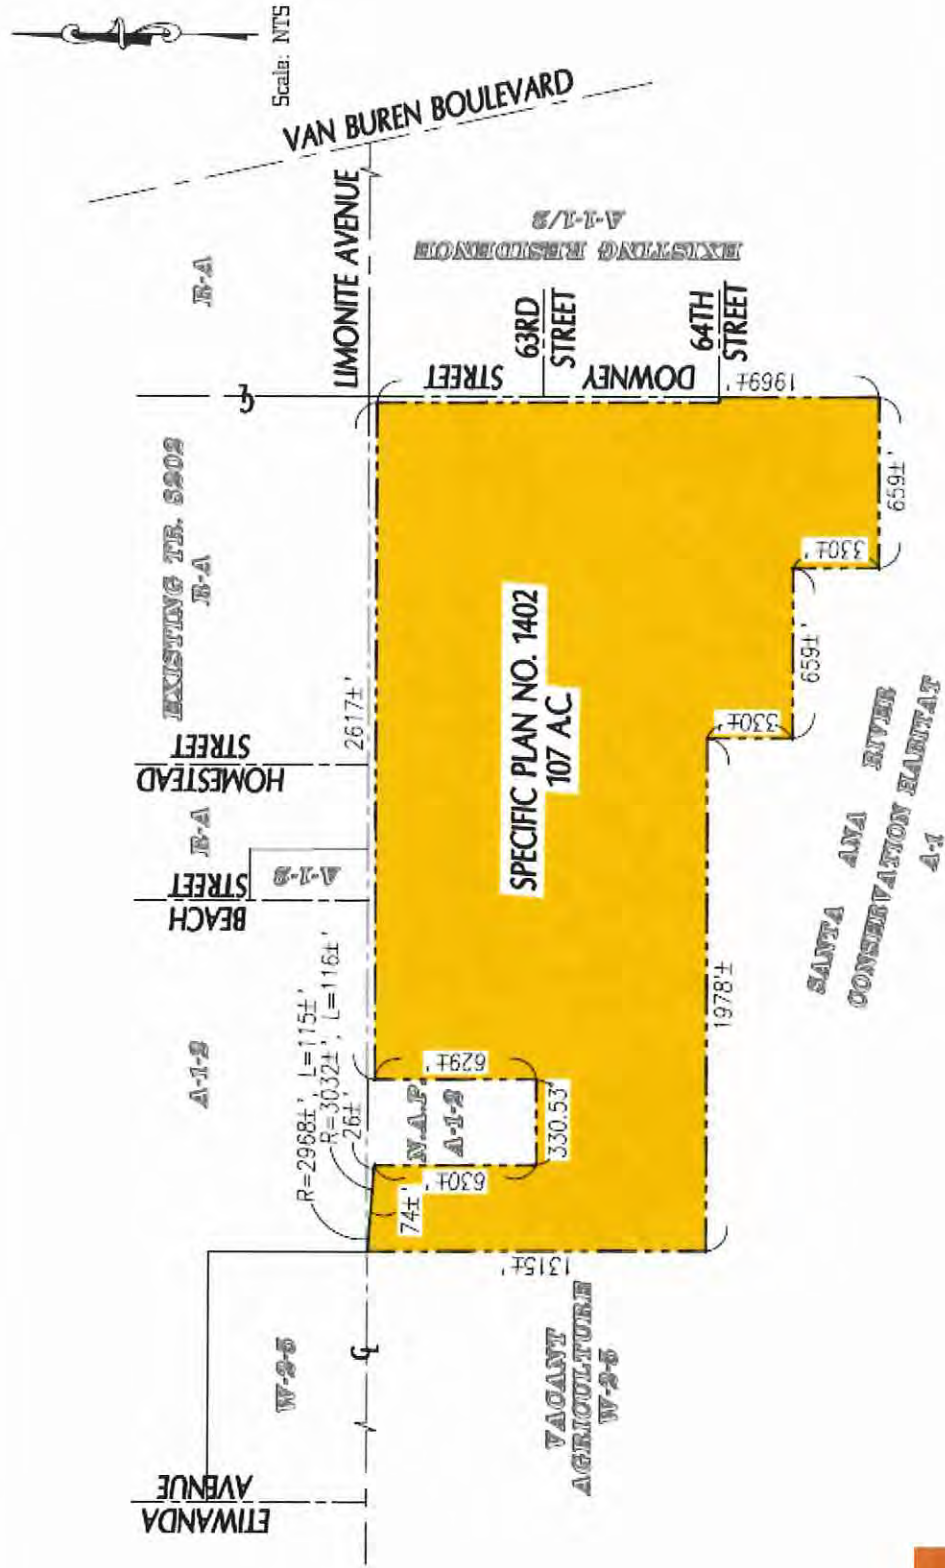 Scale: NTS
VAN BUREN BOULEVARD
LIMONITE AVENUE
R-A
EXISTING RESIDENCE
A-1-1/2
63RD
STREET
64TH
STREET
DOWNEY
STREET
1969±'
EXISTING TR. 6202
R-A
HOMESTEAD
STREET
R-A
A-1-2
BEACH
STREET
A-1-2
2617±'
R=2968±' L=115±'
R=3032±', L=116±'
26±'
74±'
630±'
629±'
N.A.P.
A-1-2
330.53'
SPECIFIC PLAN NO. 1402
107 AC.
659±'
330±'
659±'
330±'
1978'±
1315±'
SANTA ANA RIVER
CONSERVATION HABITAT
A-1
W-2-5
VACANT
AGRICULTURE
W-2-5
ETIWANDA
AVENUE
CL
CL